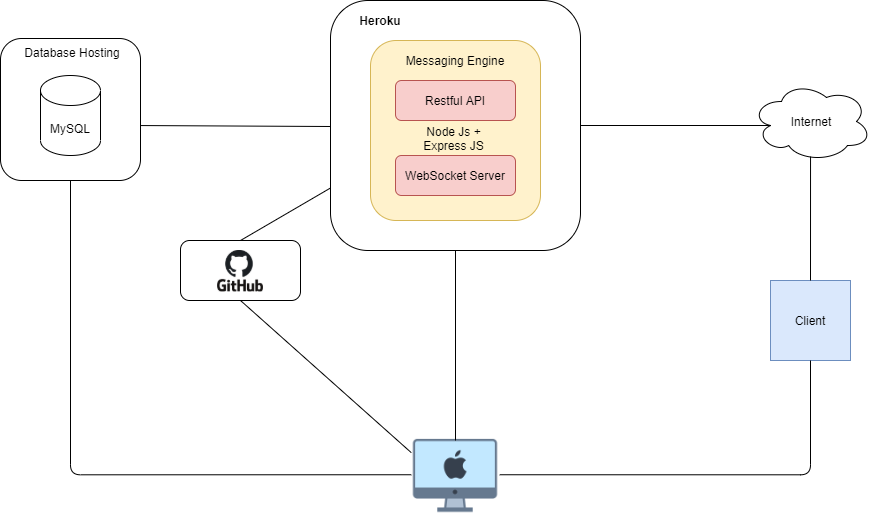 Heroku
Database Hosting
MySQL
Messaging Engine
Restful API
Node Js +
Express JS
WebSocket Server
Internet
GitHub
Client